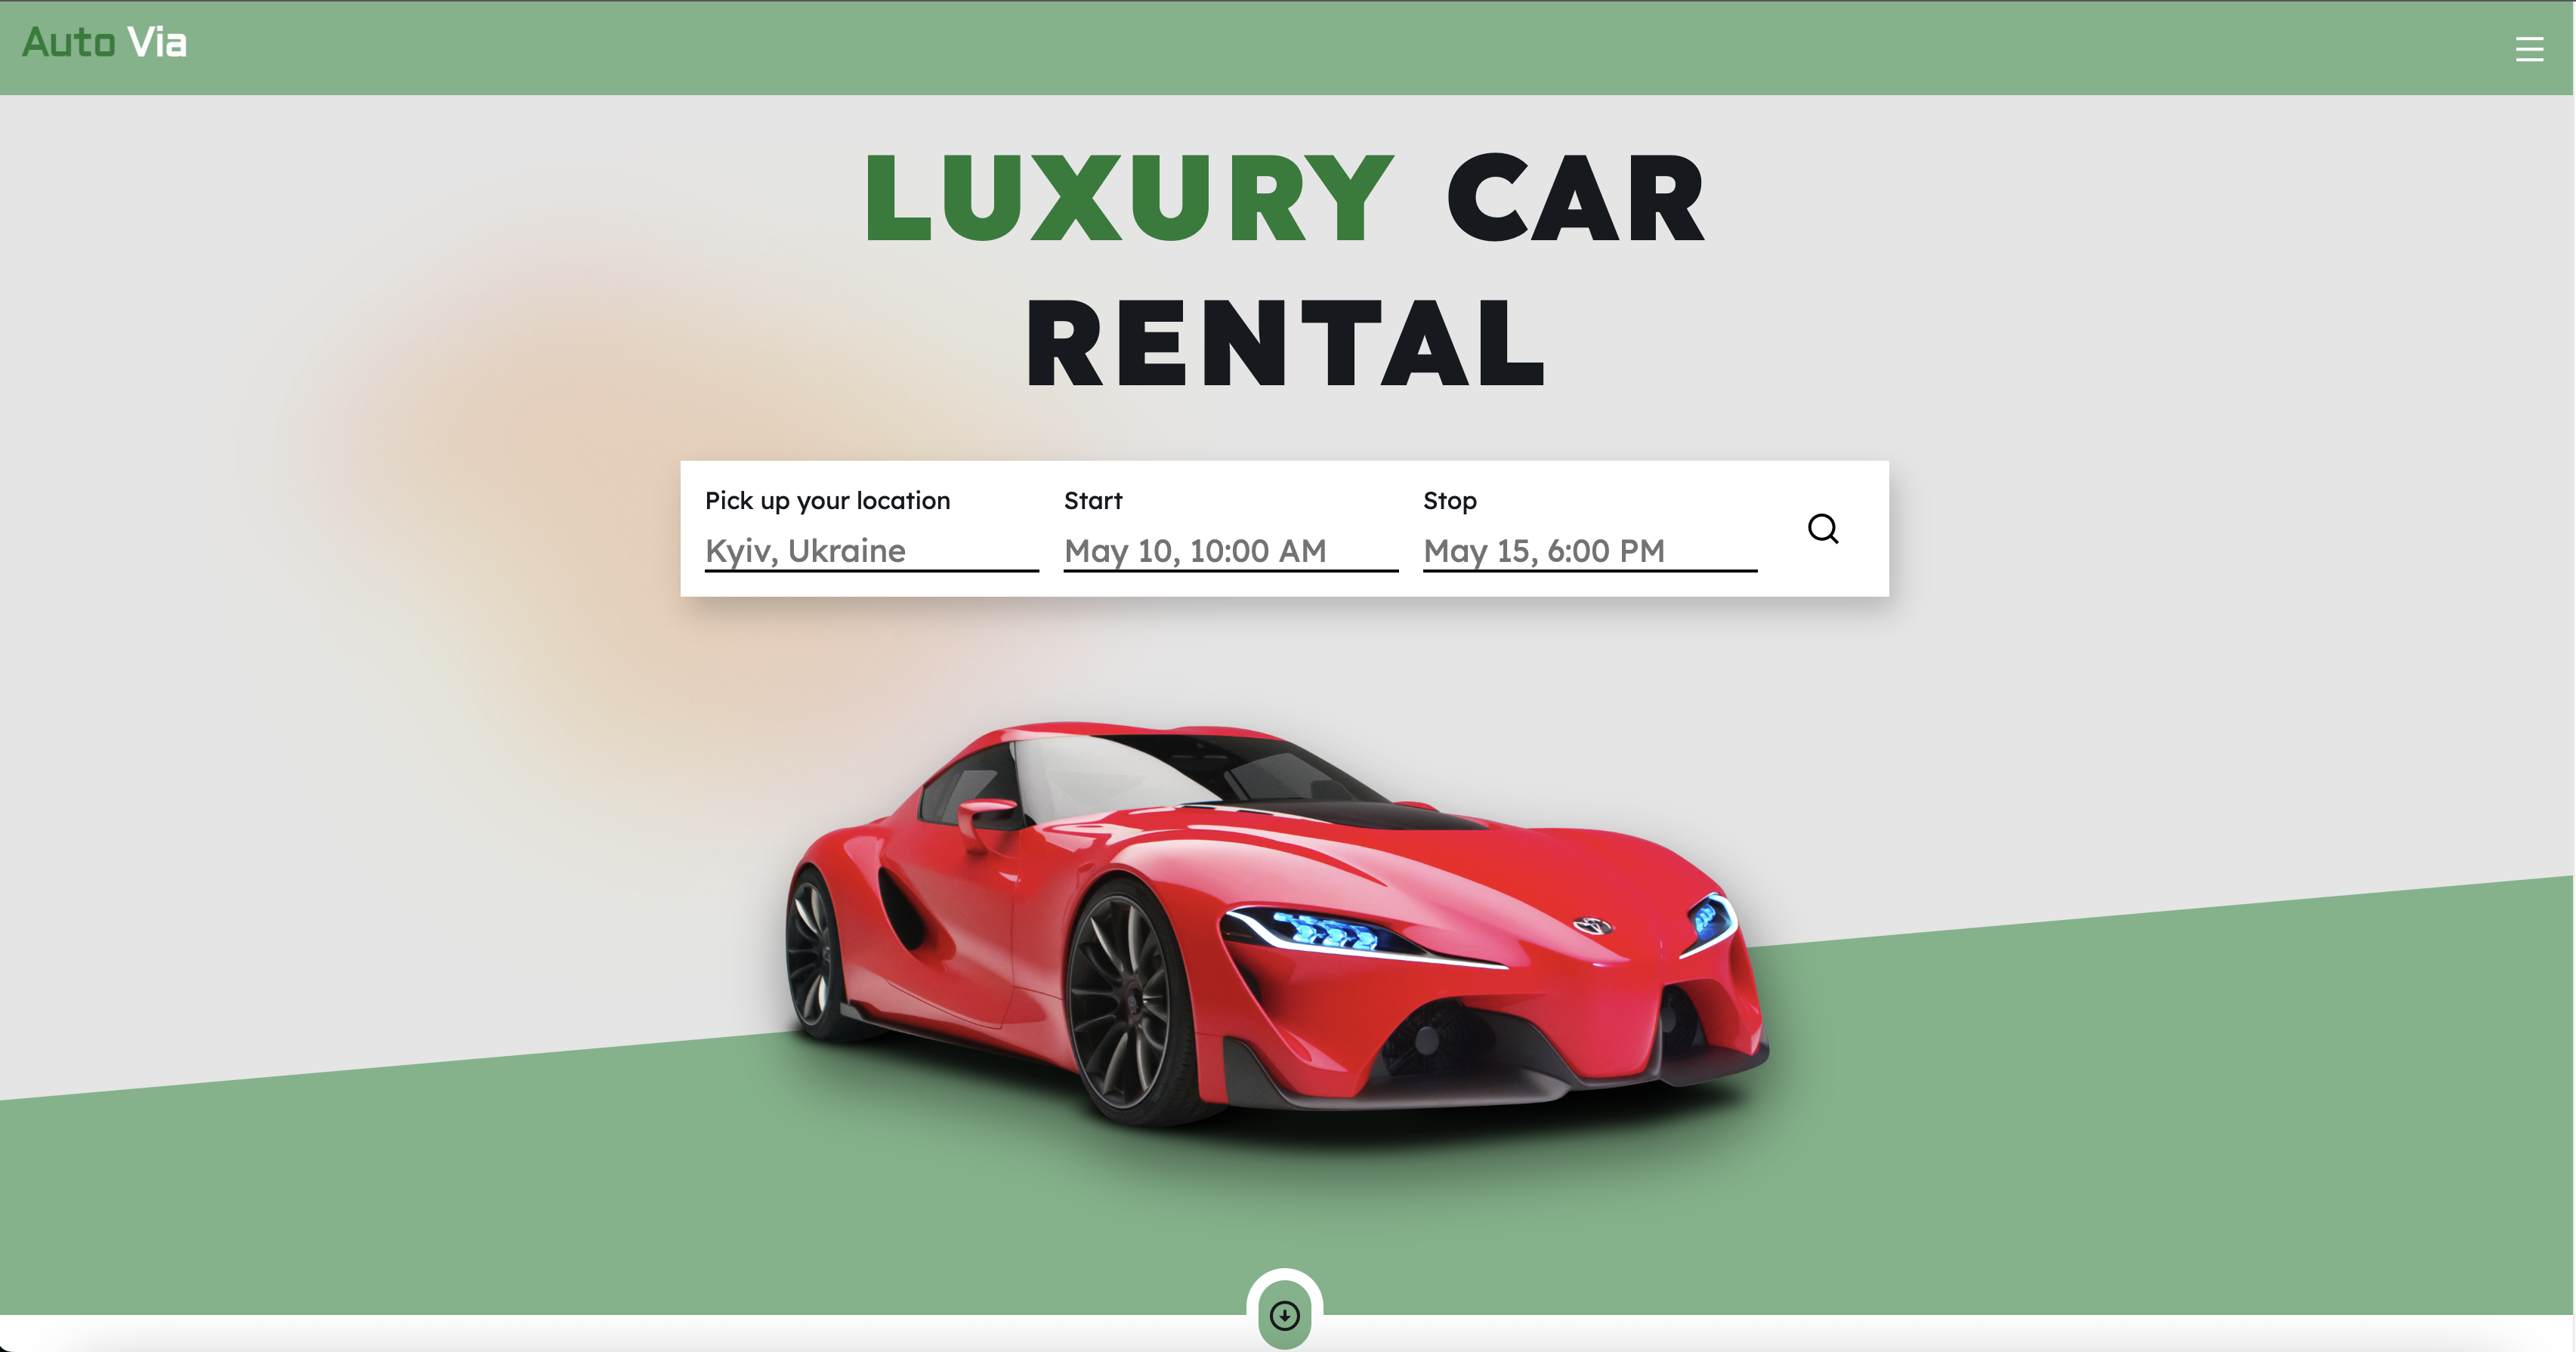 Auto Via
LUXURY CAR
RENTAL
Pick up your location
Start
Stop
Kyiv, Ukraine
May 10, 10:00 AM
May 15, 6:00 PM